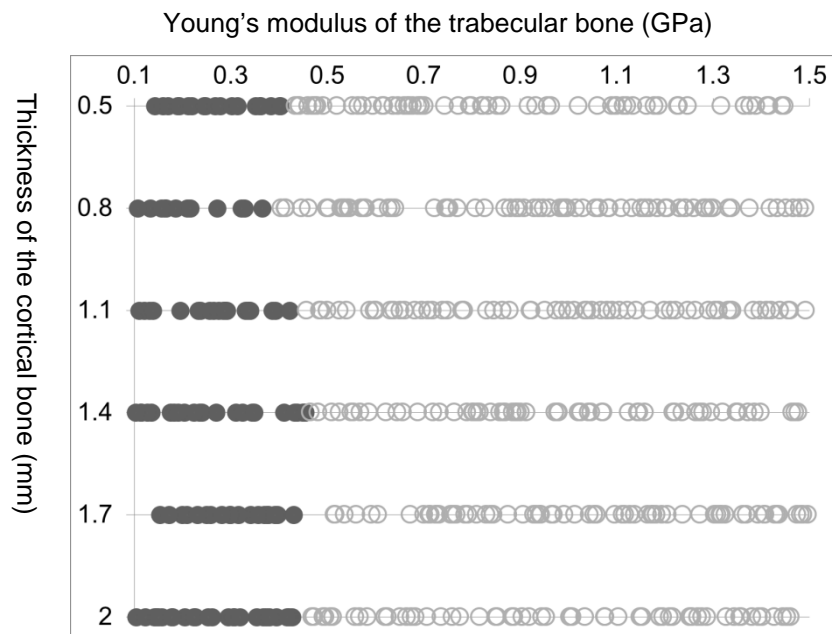 Young's modulus of the trabecular bone (GPa)
0.1 0.3 0.5 0.7 0.9 1.1 1.3 1.5
Thickness of the cortical bone (mm)
0.5
0.8
1.1
1.4
1.7
2